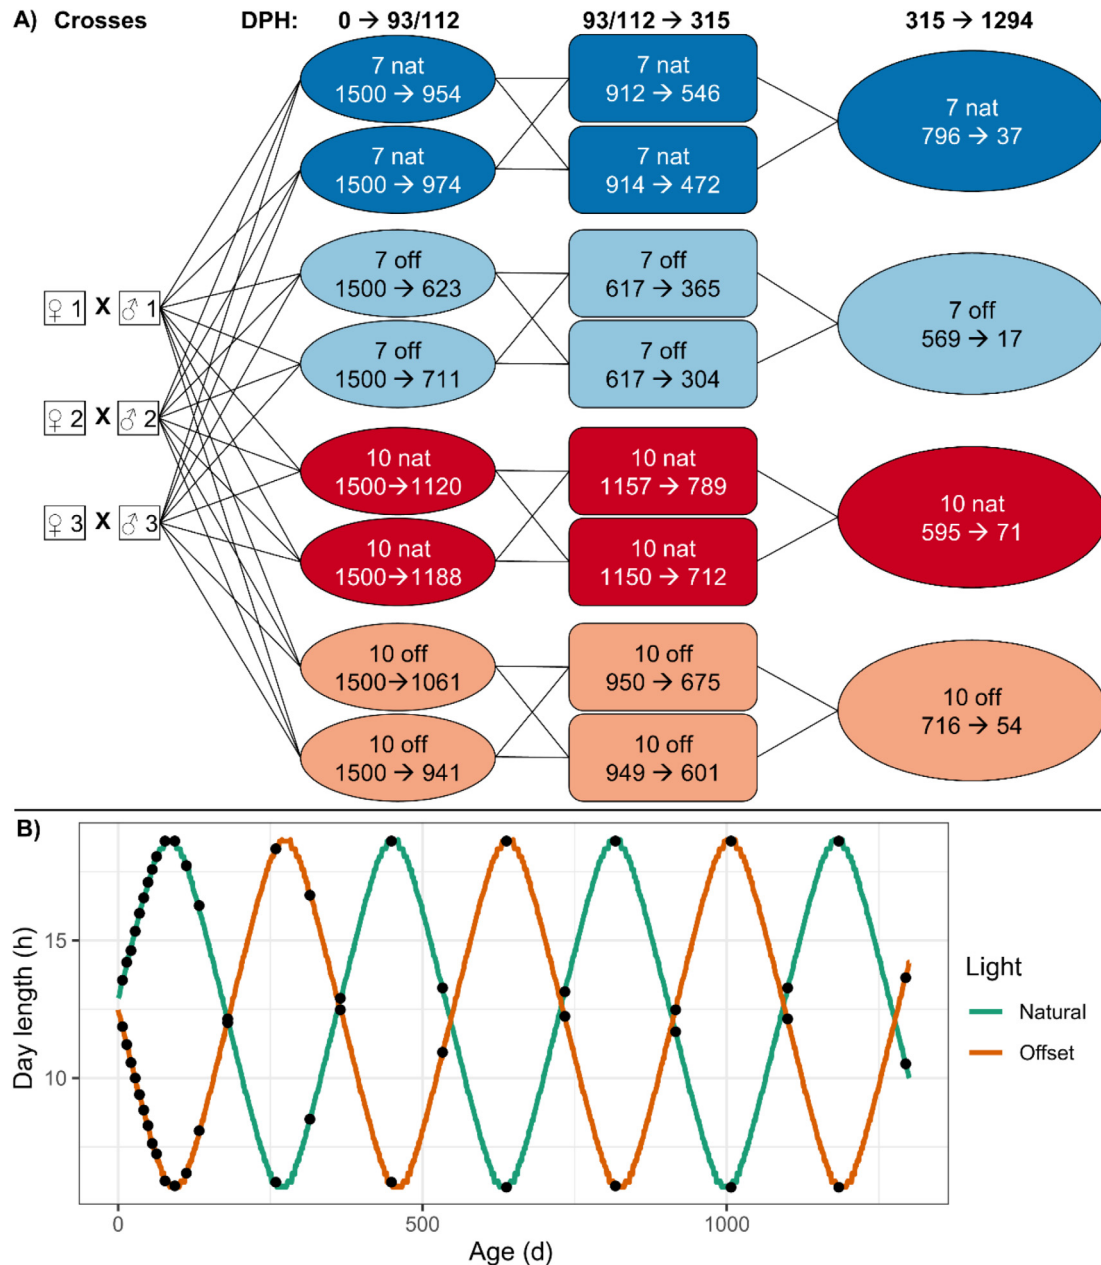 A) Crosses DPH: 0 → 93/112 93/112 → 315 315 → 1294
7 nat
1500 → 954
7 nat
912 → 546
7 nat
796 → 37
7 nat
1500 → 974
7 nat
914 → 472
7 off
1500 → 623
7 off
617 → 365
7 off
569 → 17
7 off
1500 → 711
7 off
617 → 304
♀ 1 X ♂ 1
♀ 2 X ♂ 2
♀ 3 X ♂ 3
10 nat
1500→1120
10 nat
1157 → 789
10 nat
595 → 71
10 nat
1500→1188
10 nat
1150 → 712
10 off
1500→1061
10 off
950 → 675
10 off
716 → 54
10 off
1500 → 941
10 off
949 → 601
B)
Day length (h)
15
10
0 500 1000
Age (d)
Light
Natural
Offset